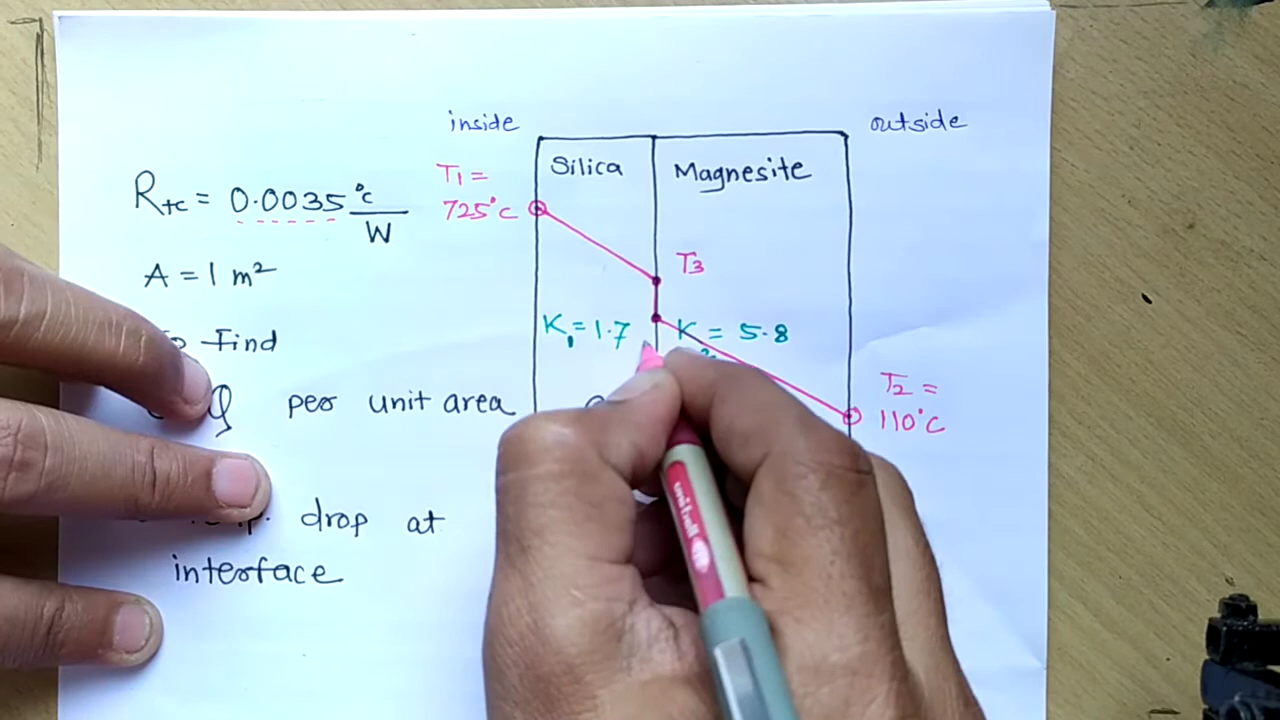 inside
outside
Silica
Magnesite
T1 =
725°C
Rtc = 0.0035 °c
W
A = 1 m²
T3
Find
K1 = 1.7
K2 = 5.8
Q per unit area
T2 =
110°C
drop at
interface
uniball